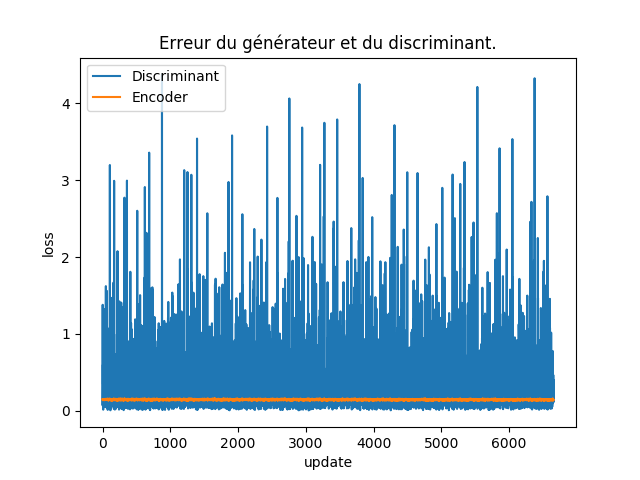 Erreur du générateur et du discriminant.
Discriminant
Encoder
loss
4
3
2
1
0
0 1000 2000 3000 4000 5000 6000
update